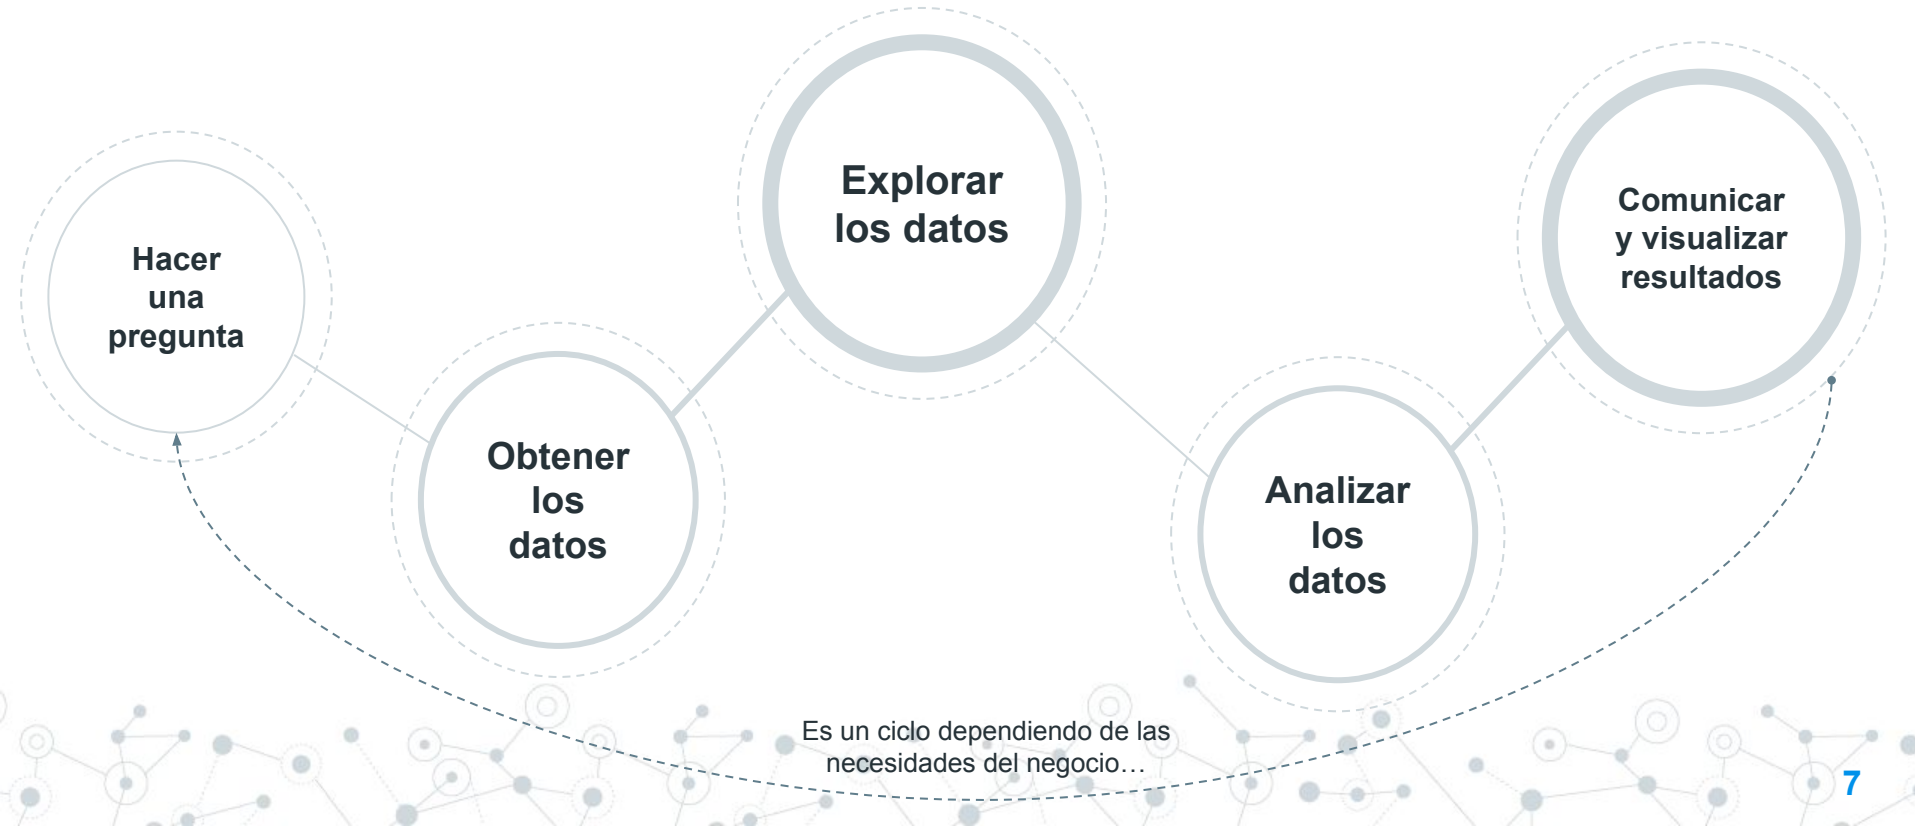 Hacer
una
pregunta
Obtener
los
datos
Explorar
los datos
Analizar
los
datos
Comunicar
y visualizar
resultados
Es un ciclo dependiendo de las
necesidades del negocio…
7